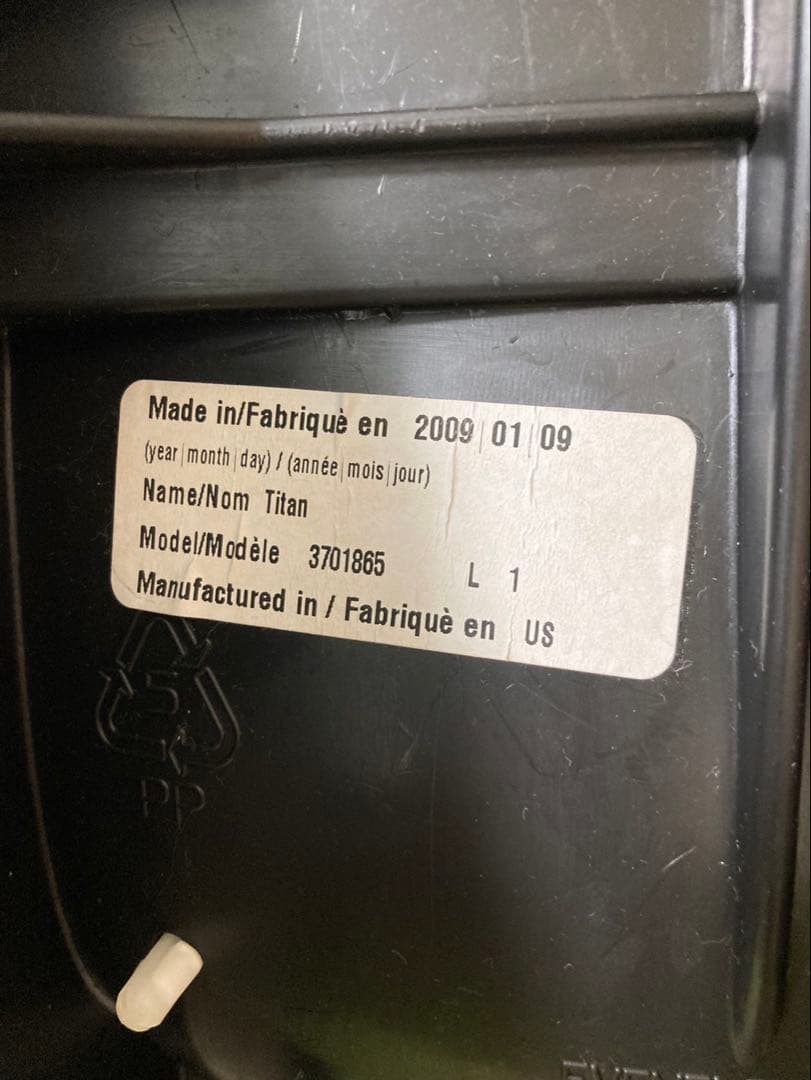 Made in/Fabriquè en 2009|01|09
(year|month|day) / (année|mois|jour)
Name/Nom Titan
Model/Modèle 3701865 L 1
Manufactured in / Fabriquè en US
5
PP